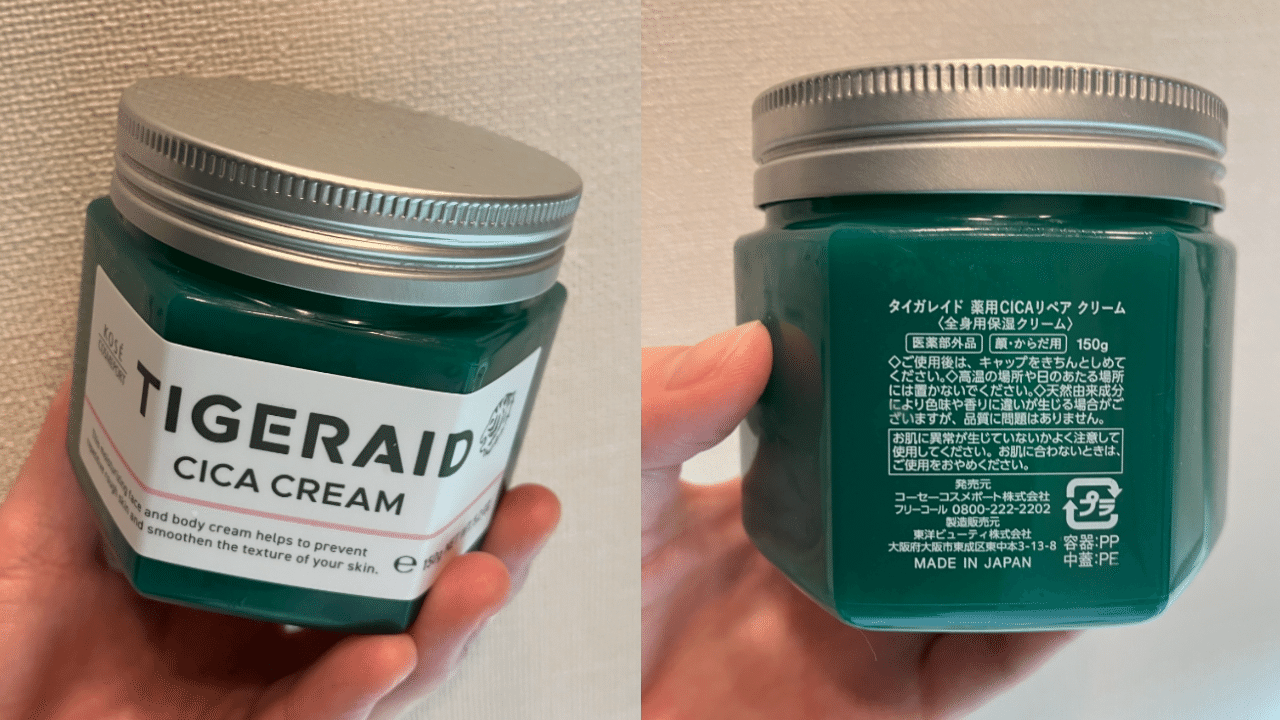 KOSÉ
COSMEPORT
TIGERAID
CICA CREAM
This moisturizing face and body cream helps to prevent
rough skin and smoothen the texture of your skin.
℮ 150g
タイガレイド 薬用CICAリペア クリーム
〈全身用保湿クリーム〉
医薬部外品 顔・からだ用 150g
◇ご使用後は、キャップをきちんとしめて
ください。◇高温の場所や日のあたる場所
には置かないでください。◇天然由来成分
により色味や香りに違いが生じる場合がご
ざいますが、品質に問題はありません。
お肌に異常が生じていないかよく注意して
使用してください。お肌に合わないときは、
ご使用をおやめください。
発売元
コーセーコスメポート株式会社
フリーコール 0800-222-2202
製造販売元
東洋ビューティ株式会社
大阪府大阪市東成区東中本3-13-8
MADE IN JAPAN
プラ
容器:PP
中蓋:PE